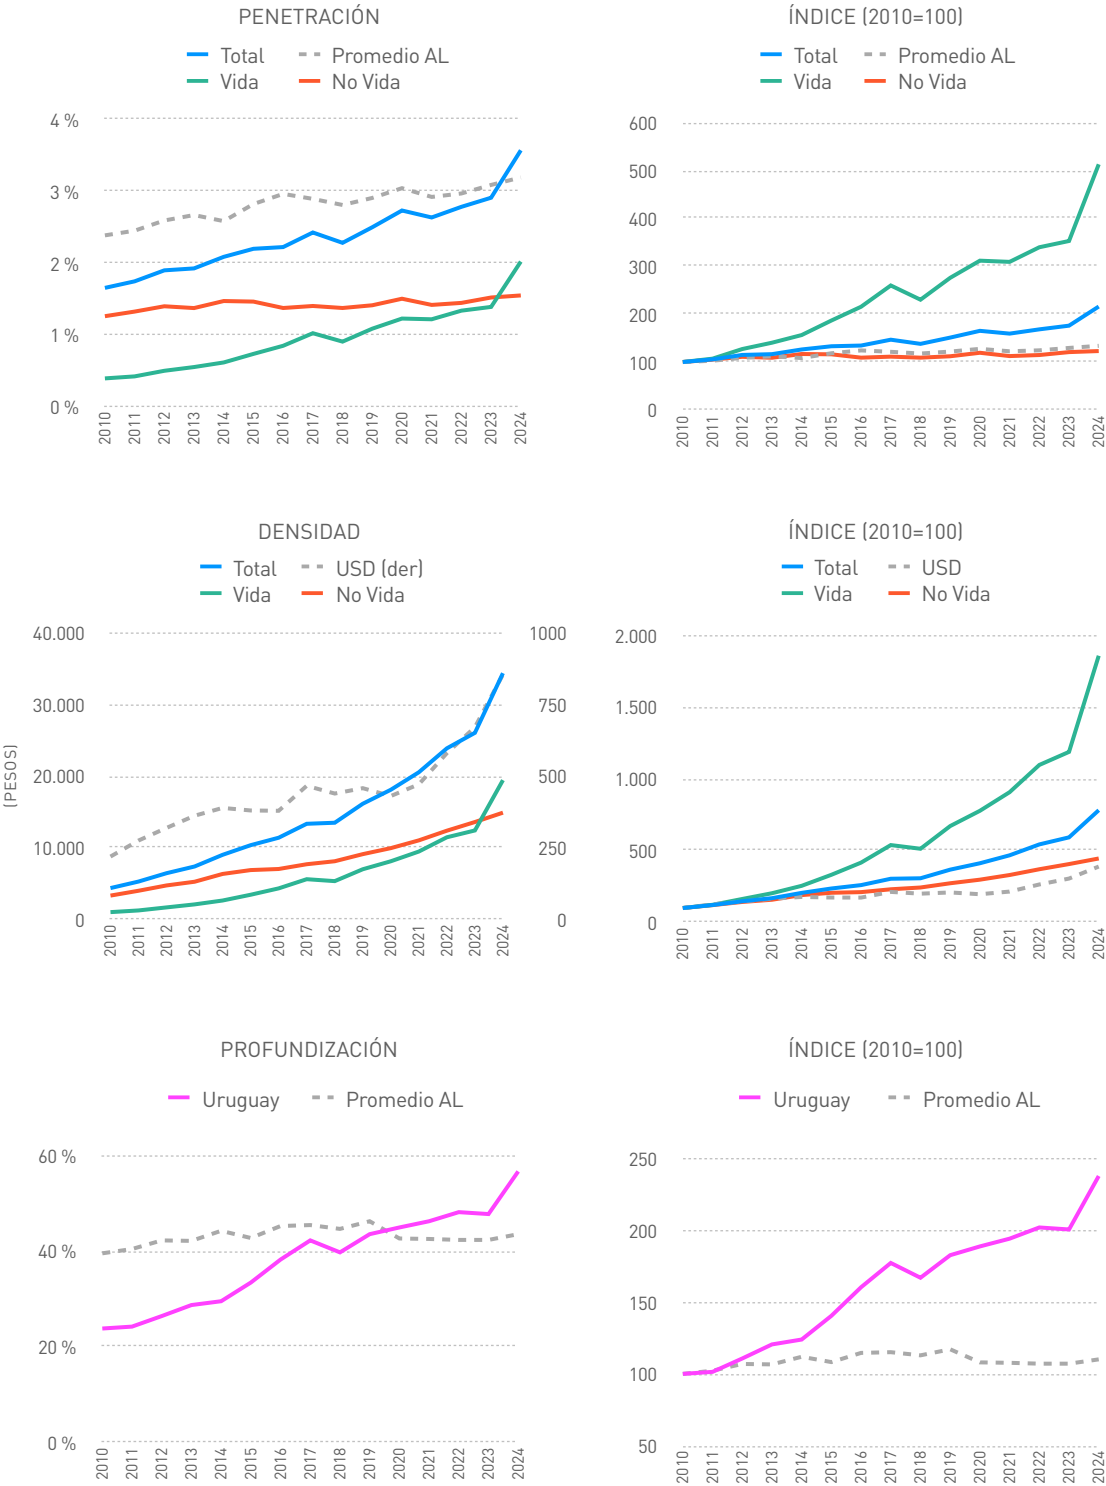 PENETRACIÓN
Total Promedio AL
Vida No Vida
4 %
3 %
2 %
1 %
0 %
2010 2011 2012 2013 2014 2015 2016 2017 2018 2019 2020 2021 2022 2023 2024
ÍNDICE (2010=100)
Total Promedio AL
Vida No Vida
600
500
400
300
200
100
0
2010 2011 2012 2013 2014 2015 2016 2017 2018 2019 2020 2021 2022 2023 2024
DENSIDAD
Total USD (der)
Vida No Vida
(PESOS)
40.000 1000
30.000 750
20.000 500
10.000 250
0 0
2010 2011 2012 2013 2014 2015 2016 2017 2018 2019 2020 2021 2022 2023 2024
ÍNDICE (2010=100)
Total USD
Vida No Vida
2.000
1.500
1.000
500
0
2010 2011 2012 2013 2014 2015 2016 2017 2018 2019 2020 2021 2022 2023 2024
PROFUNDIZACIÓN
Uruguay Promedio AL
60 %
40 %
20 %
0 %
2010 2011 2012 2013 2014 2015 2016 2017 2018 2019 2020 2021 2022 2023 2024
ÍNDICE (2010=100)
Uruguay Promedio AL
250
200
150
100
50
2010 2011 2012 2013 2014 2015 2016 2017 2018 2019 2020 2021 2022 2023 2024